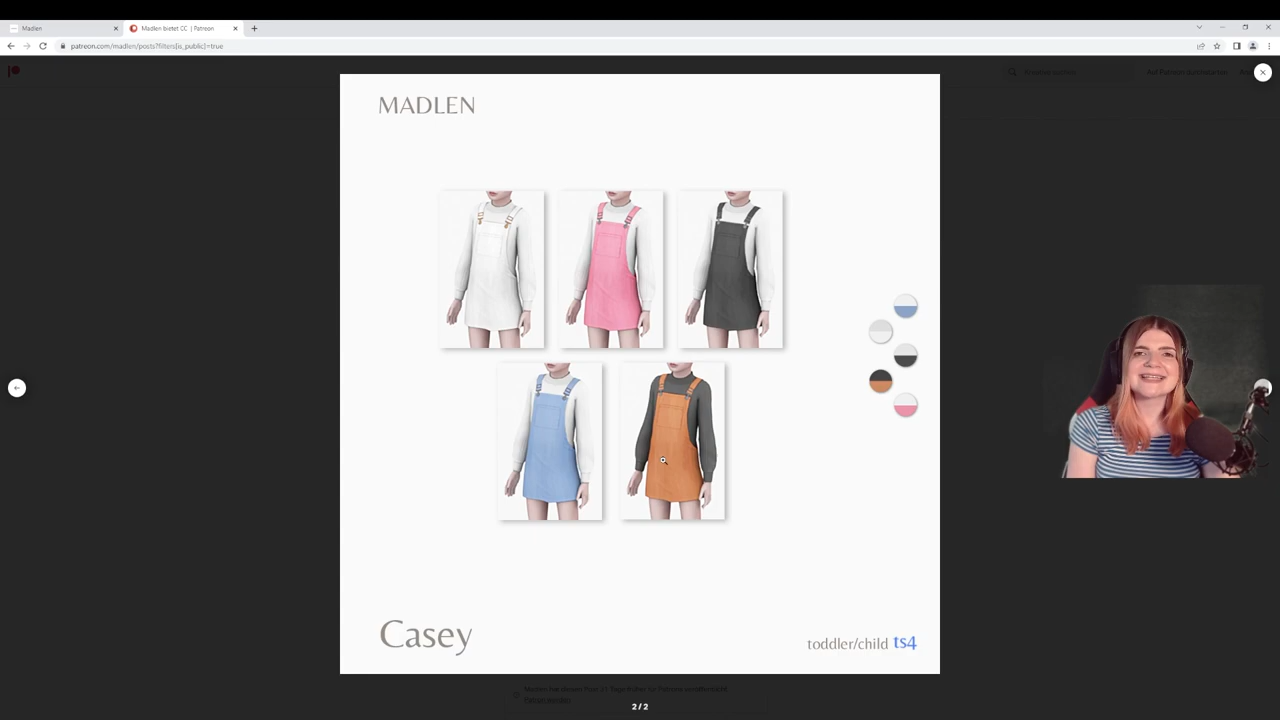 Madlen
Madlen bietet CC | Patreon
patreon.com/madlen/posts?filters[is_public]=true
MADLEN
Casey
toddler/child ts4
2 / 2